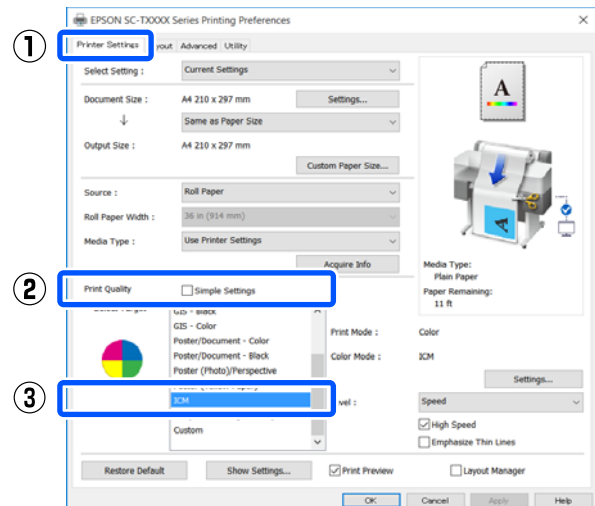 EPSON SC-TXXXX Series Printing Preferences
① Printer Settings yout Advanced Utility
Select Setting : Current Settings
Document Size : A4 210 x 297 mm Settings...
Same as Paper Size
Output Size : A4 210 x 297 mm
Custom Paper Size...
Source : Roll Paper
Roll Paper Width : 36 in (914 mm)
Media Type : Use Printer Settings
Acquire Info
A
Media Type:
Plain Paper
Paper Remaining:
11 ft
② Print Quality Simple Settings
GIS - Black
GIS - Color
Poster/Document - Color
Poster/Document - Black
Poster (Photo)/Perspective
③ ICM
Custom
Print Mode : Color
Color Mode : ICM
Settings...
vel : Speed
High Speed
Emphasize Thin Lines
Restore Default Show Settings... Print Preview Layout Manager
OK Cancel Apply Help